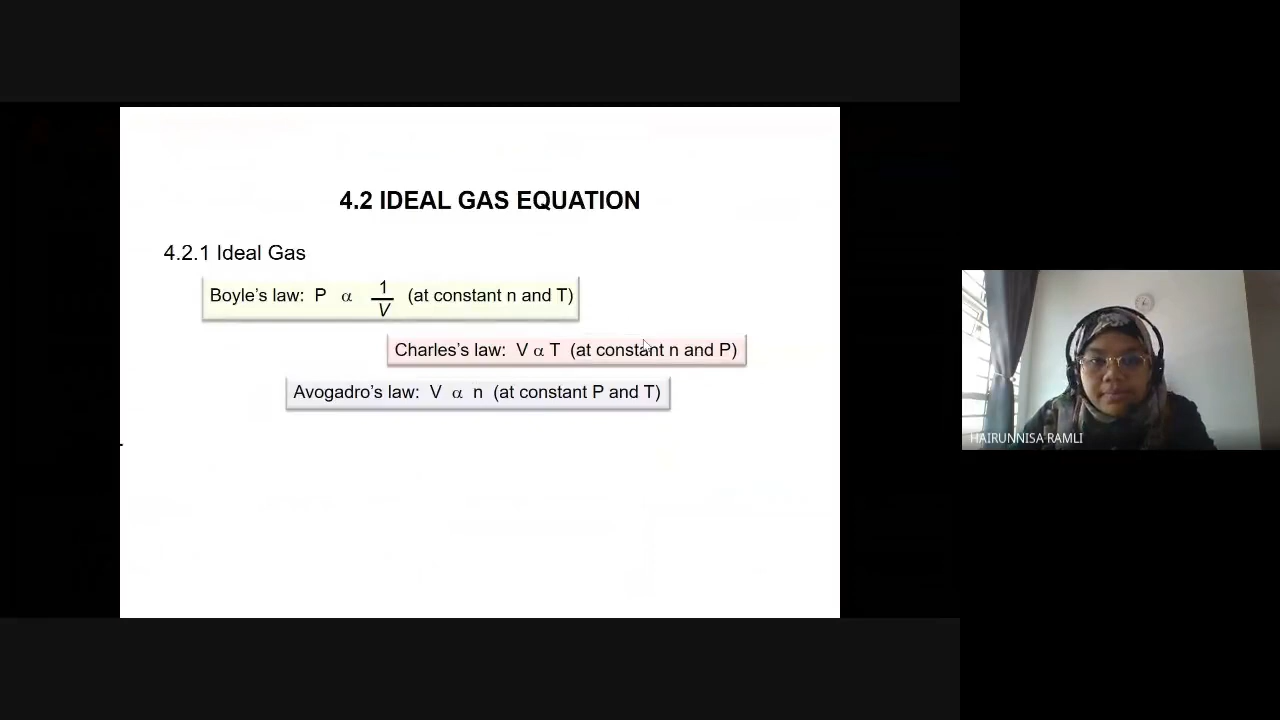 4.2 IDEAL GAS EQUATION
4.2.1 Ideal Gas
Boyle's law: P α 1/V (at constant n and T)
Charles's law: V α T (at constant n and P)
Avogadro's law: V α n (at constant P and T)
HAIRUNNISA RAMLI